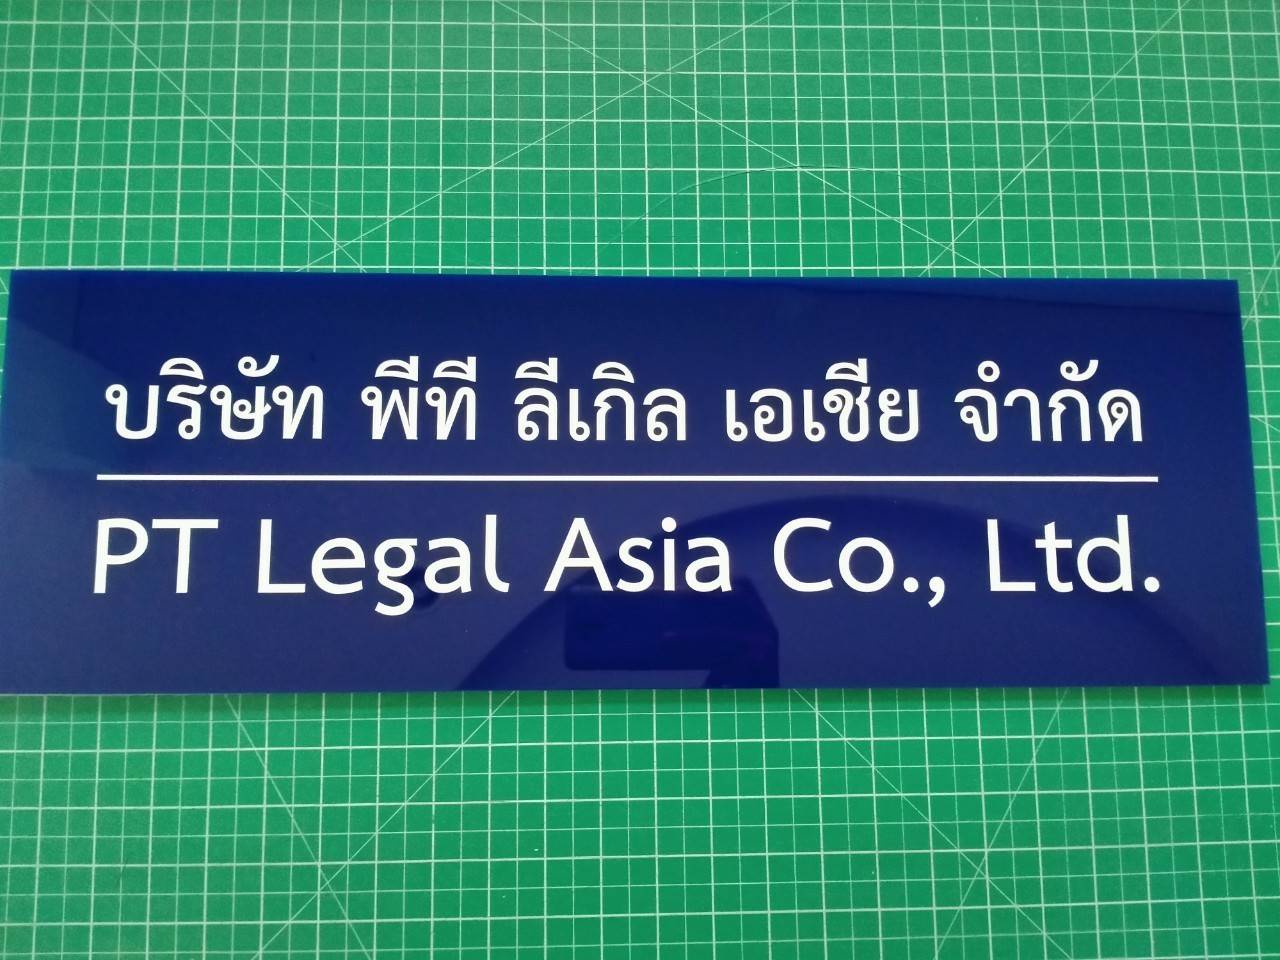 บริษัท พีที ลีเกิล เอเชีย จำกัด
PT Legal Asia Co., Ltd.